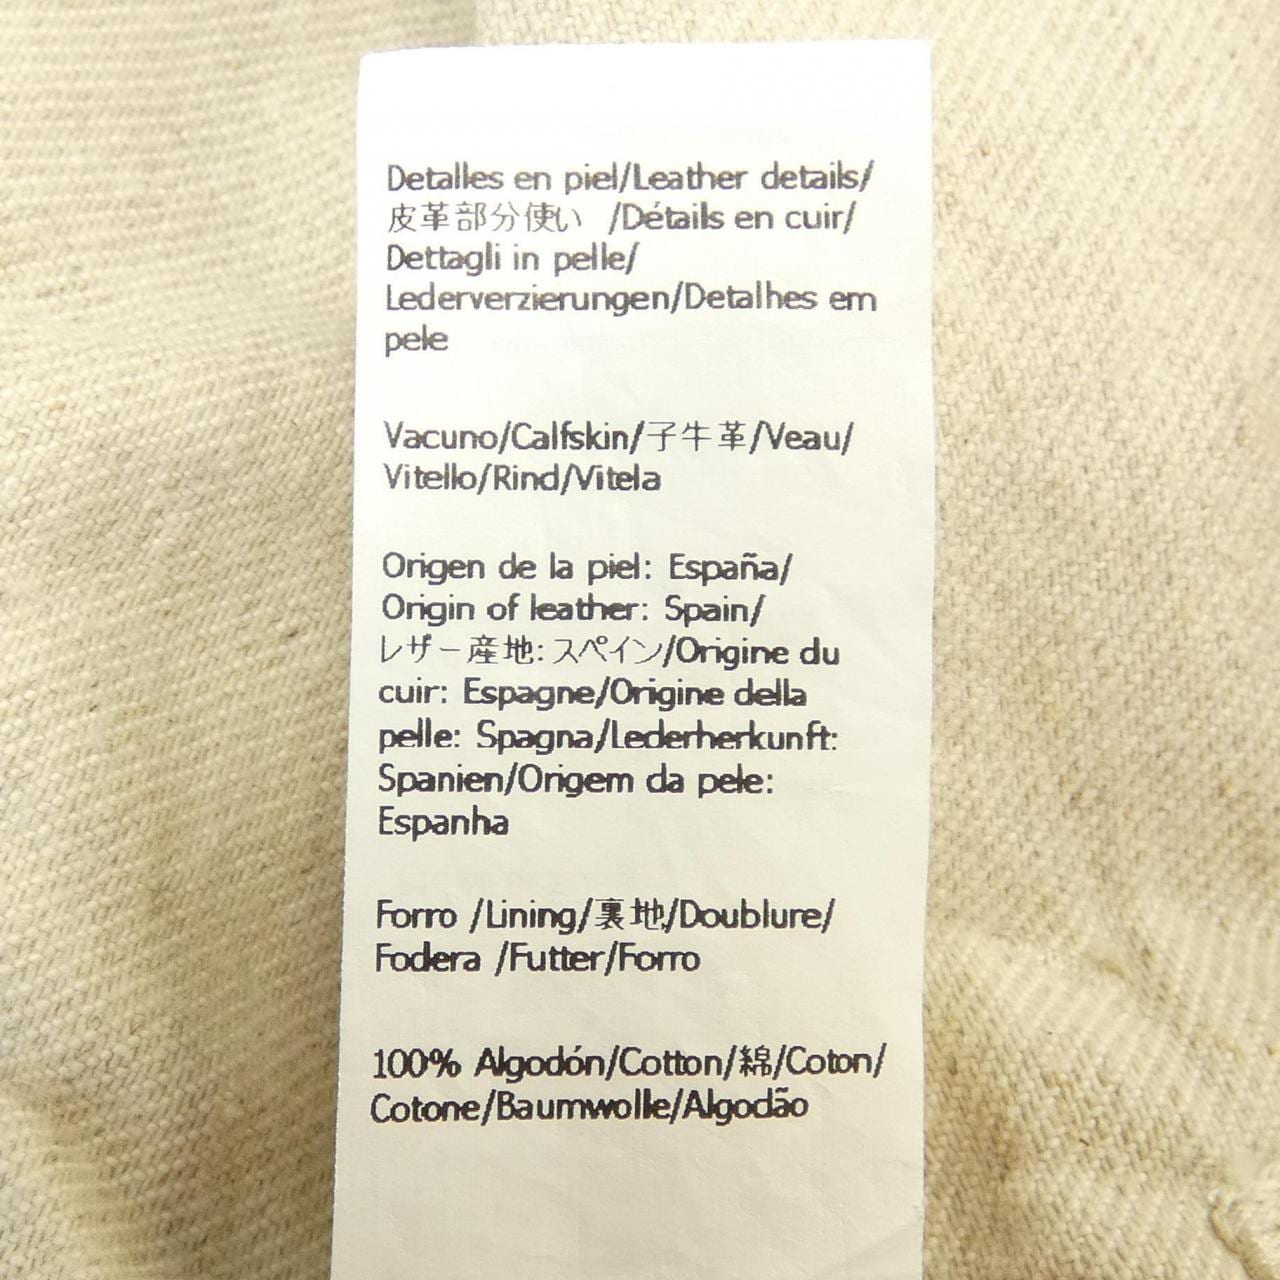 Detalles en piel/Leather details/
皮革部分使い /Détails en cuir/
Dettagli in pelle/
Lederverzierungen/Detalhes em
pele
Vacuno/Calfskin/子牛革/Veau/
Vitello/Rind/Vitela
Origen de la piel: España/
Origin of leather: Spain/
レザー産地: スペイン/Origine du
cuir: Espagne/Origine della
pelle: Spagna/Lederherkunft:
Spanien/Origem da pele:
Espanha
Forro /Lining/裏地/Doublure/
Fodera /Futter/Forro
100% Algodón/Cotton/綿/Coton/
Cotone/Baumwolle/Algodão